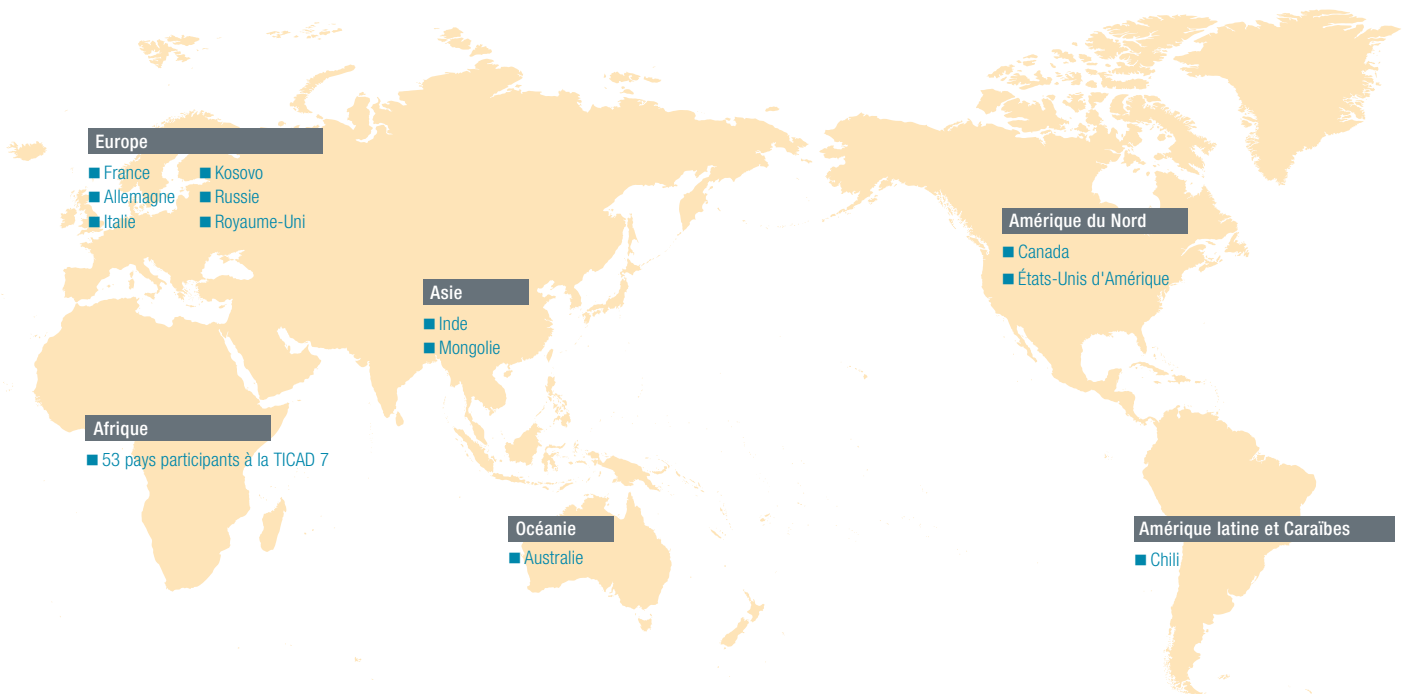 Europe
■ France
■ Allemagne
■ Italie
■ Kosovo
■ Russie
■ Royaume-Uni
Asie
■ Inde
■ Mongolie
Afrique
■ 53 pays participants à la TICAD 7
Océanie
■ Australie
Amérique du Nord
■ Canada
■ États-Unis d'Amérique
Amérique latine et Caraïbes
■ Chili